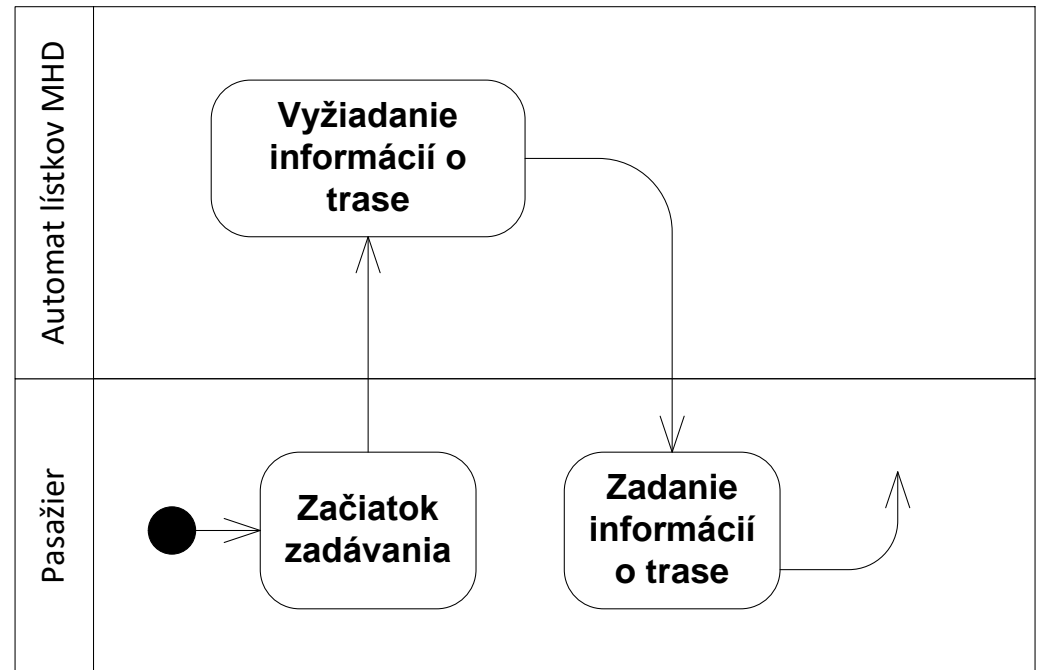 Automat lístkov MHD
Vyžiadanie
informácií o
trase
Pasažier
Začiatok
zadávania
Zadanie
informácií
o trase